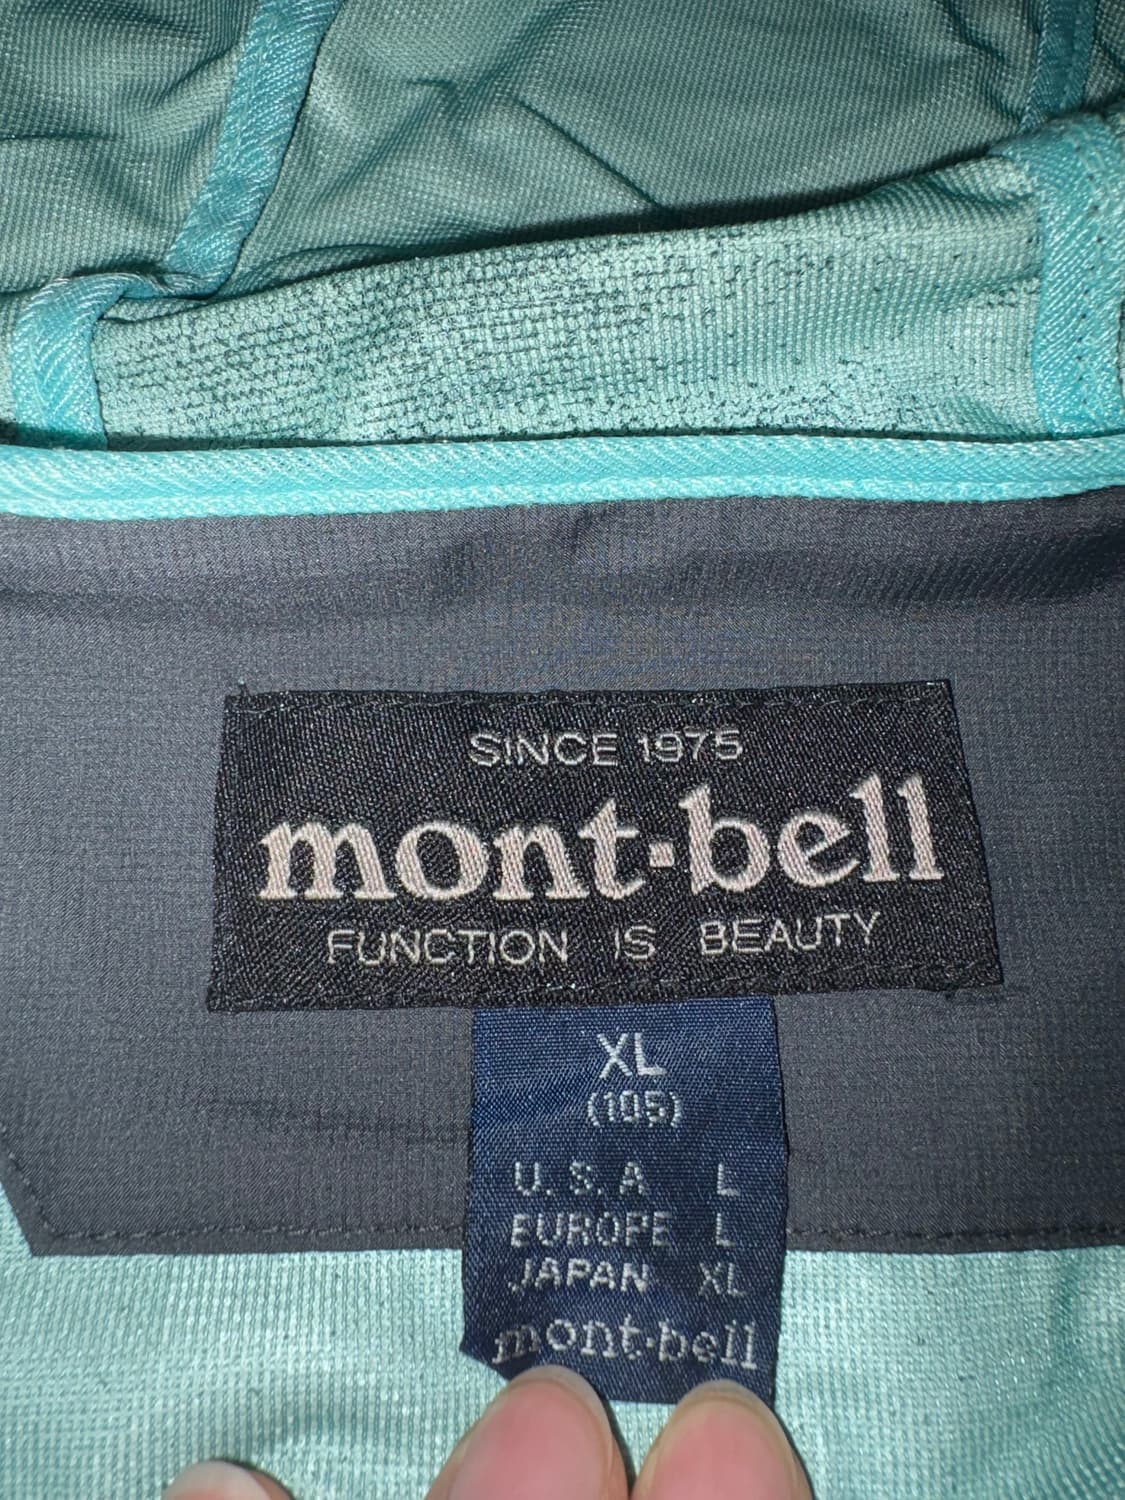 SINCE 1975
mont·bell
FUNCTION IS BEAUTY
XL
(105)
U.S.A L
EUROPE L
JAPAN XL
mont·bell